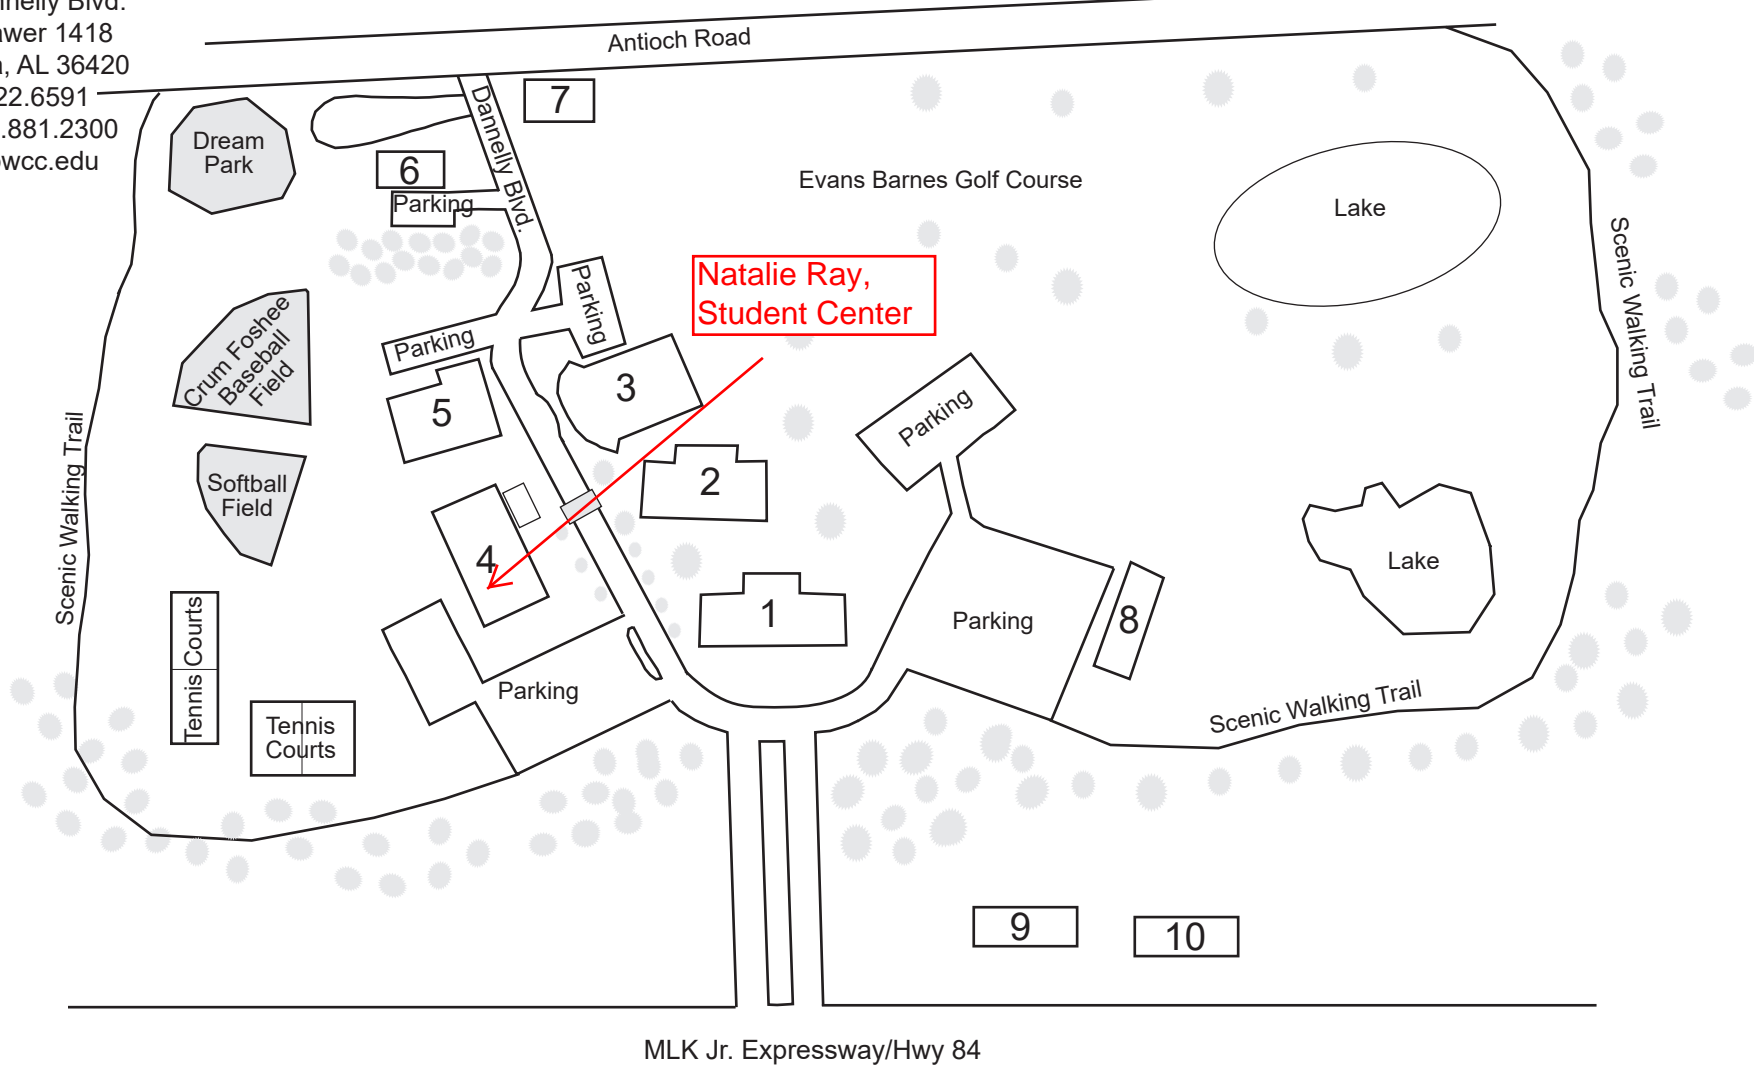 nnelly Blvd.
awer 1418
a, AL 36420
22.6591
.881.2300
wcc.edu
Antioch Road
Dannelly Blvd.
7
Dream
Park
6
Parking
Evans Barnes Golf Course
Lake
Scenic Walking Trail
Natalie Ray,
Student Center
Parking
Parking
Crum Foshee
Baseball
Field
3
5
Parking
Scenic Walking Trail
Softball
Field
2
4
Lake
1
Parking
8
Tennis Courts
Parking
Tennis
Courts
Scenic Walking Trail
9
10
MLK Jr. Expressway/Hwy 84